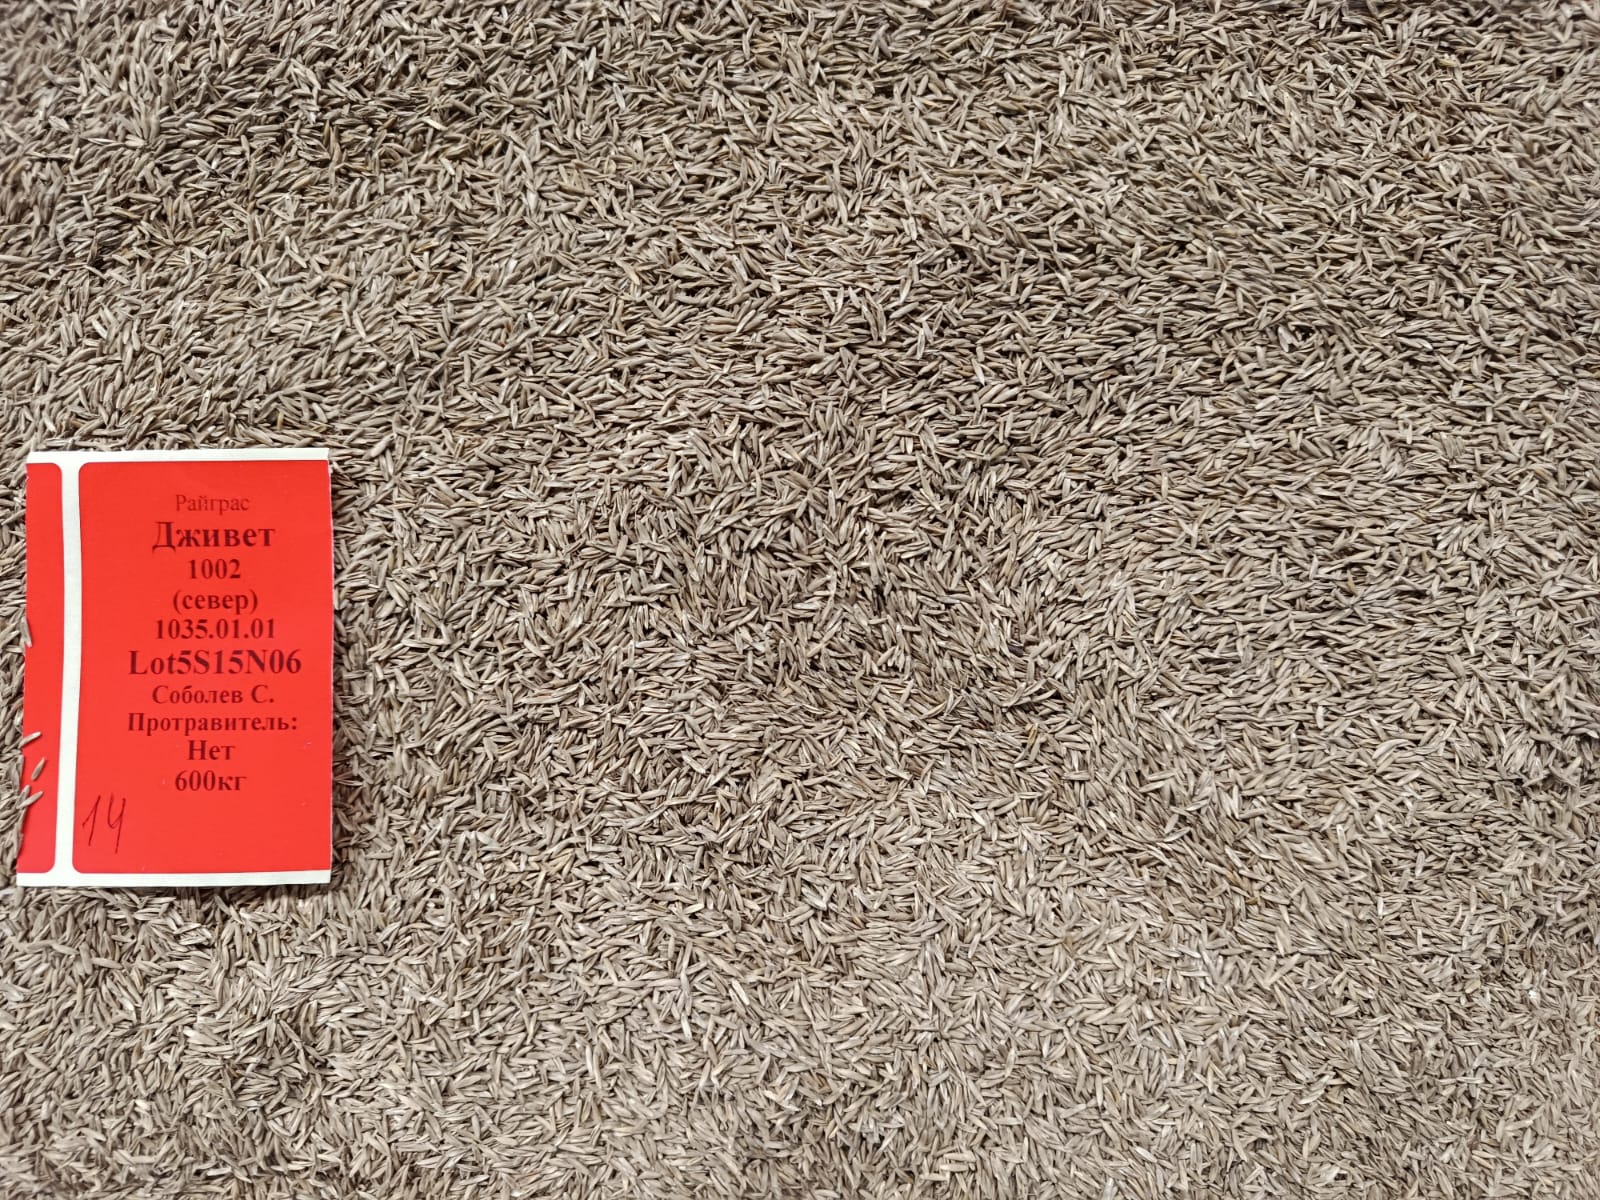 Райграс
Дживет
1002
(север)
1035.01.01
Lot5S15N06
Соболев С.
Протравитель:
Нет
600кг
14